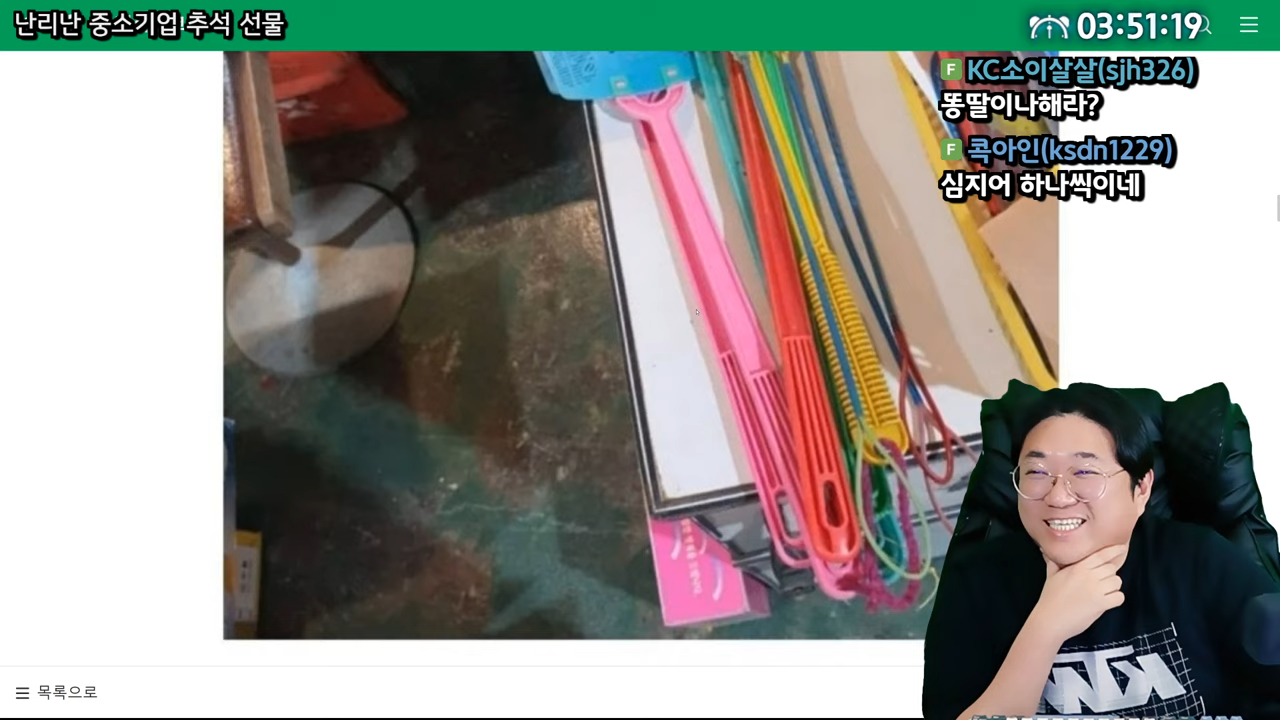 난리난 중소기업 추석 선물
03:51:19
F KC소이살살(sjh326)
똥딸이나해라?
F 콕아인(ksdn1229)
심지어 하나씩이네
목록으로